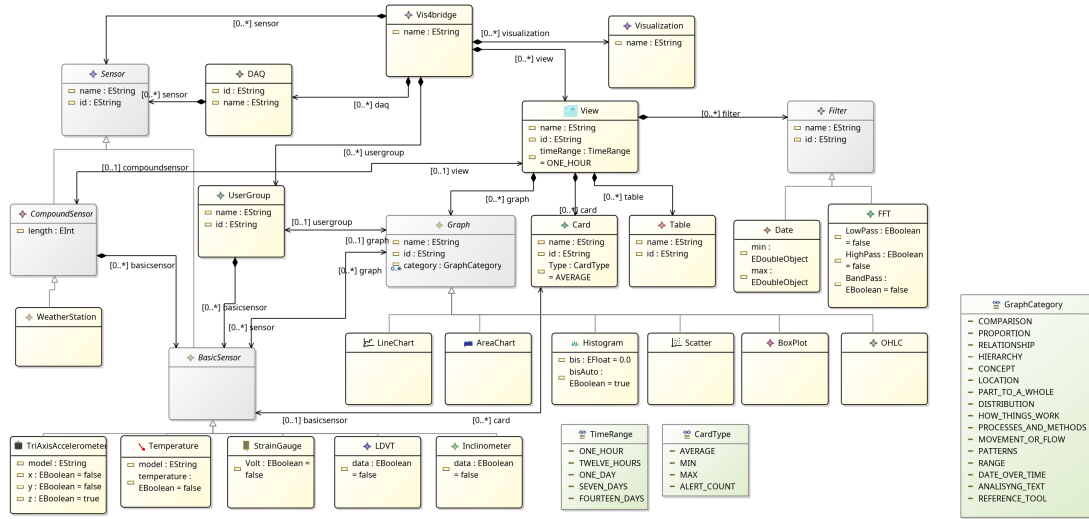 Vis4bridge
name : EString
[0..*] sensor
[0..*] visualization
Visualization
name : EString
[0..*] view
Sensor
name : EString
id : EString
[0..*] sensor
DAQ
id : EString
name : EString
[0..*] daq
View
name : EString
id : EString
timeRange : TimeRange
= ONE_HOUR
[0..*] filter
Filter
name : EString
id : EString
[0..*] usergroup
[0..1] compoundsensor
[0..1] view
[0..*] graph
[0..*] card
[0..*] table
CompoundSensor
length : EInt
UserGroup
name : EString
id : EString
[0..1] usergroup
[0..1] graph
Graph
name : EString
id : EString
category : GraphCategory
0..*
Card
name : EString
id : EString
Type : CardType
= AVERAGE
Table
name : EString
id : EString
Date
min :
EDoubleObject
max :
EDoubleObject
FFT
LowPass : EBoolean
= false
HighPass : EBoolean
= false
BandPass :
EBoolean = false
[0..*] basicsensor
[0..*] graph
[0..*] basicsensor
[0..*] sensor
WeatherStation
BasicSensor
LineChart
AreaChart
Histogram
bis : EFloat = 0.0
bisAuto :
EBoolean = true
Scatter
BoxPlot
OHLC
[0..1] basicsensor
[0..*] card
TriAxisAccelerometer
model : EString
x : EBoolean = false
y : EBoolean = false
z : EBoolean = true
Temperature
model : EString
temperature :
EBoolean = false
StrainGauge
Volt : EBoolean =
false
LDVT
data : EBoolean
= false
Inclinometer
data : EBoolean
= false
TimeRange
ONE_HOUR
TWELVE_HOURS
ONE_DAY
SEVEN_DAYS
FOURTEEN_DAYS
CardType
AVERAGE
MIN
MAX
ALERT_COUNT
GraphCategory
COMPARISON
PROPORTION
RELATIONSHIP
HIERARCHY
CONCEPT
LOCATION
PART_TO_A_WHOLE
DISTRIBUTION
HOW_THINGS_WORK
PROCESSES_AND_METHODS
MOVEMENT_OR_FLOW
PATTERNS
RANGE
DATE_OVER_TIME
ANALISYNG_TEXT
REFERENCE_TOOL